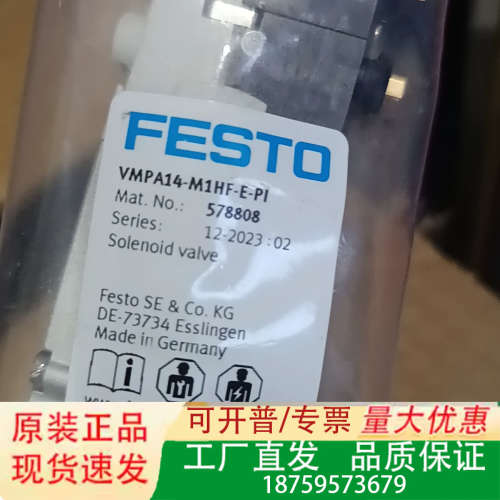 FESTO
VMPA14-M1HF-E-PI
Mat. No.: 578808
Series: 12-2023:02
Solenoid valve
Festo SE & Co. KG
DE-73734 Esslingen
Made in Germany
原装正品
现货速发
可开普/专票
量大优惠
工厂直发 品质保证
18759573679